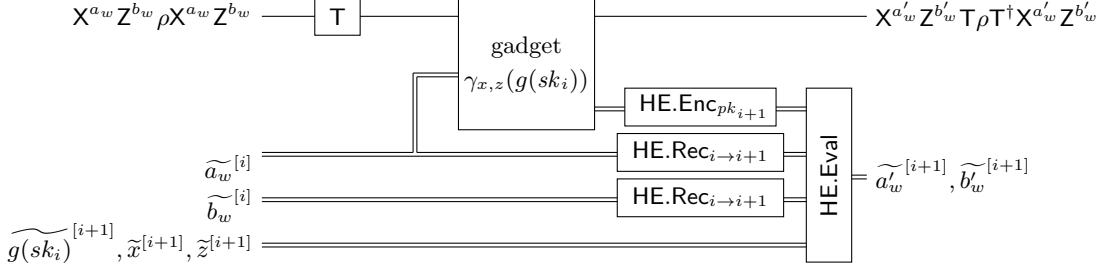 X^{a_w} Z^{b_w} ρ X^{a_w} Z^{b_w}
T
gadget
γ_{x,z}(g(sk_i))
X^{a'_w} Z^{b'_w} T ρ T^† X^{a'_w} Z^{b'_w}
HE.Enc_{pk_{i+1}}
\widetilde{a_w}^{[i]}
HE.Rec_{i→i+1}
HE.Eval
\widetilde{a'_w}^{[i+1]}, \widetilde{b'_w}^{[i+1]}
\widetilde{b_w}^{[i]}
HE.Rec_{i→i+1}
\widetilde{g(sk_i)}^{[i+1]}, \widetilde{x}^{[i+1]}, \widetilde{z}^{[i+1]}